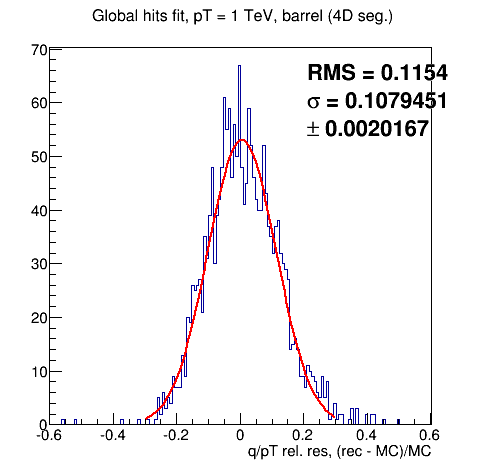 Global hits fit, pT = 1 TeV, barrel (4D seg.)
70
RMS = 0.1154
σ = 0.1079451
± 0.0020167
60
50
40
30
20
10
0
-0.6 -0.4 -0.2 0 0.2 0.4 0.6
q/pT rel. res, (rec - MC)/MC